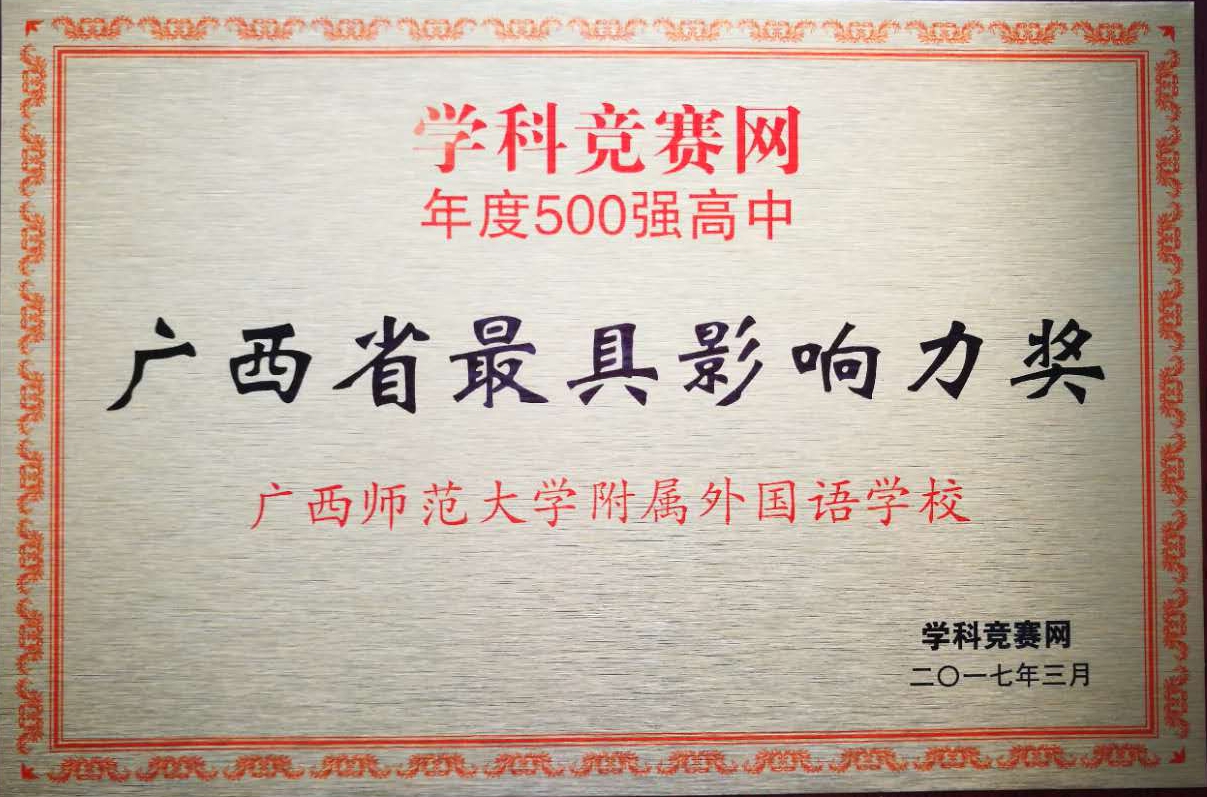 学科竞赛网
年度500强高中
广西省最具影响力奖
广西师范大学附属外国语学校
学科竞赛网
二〇一七年三月